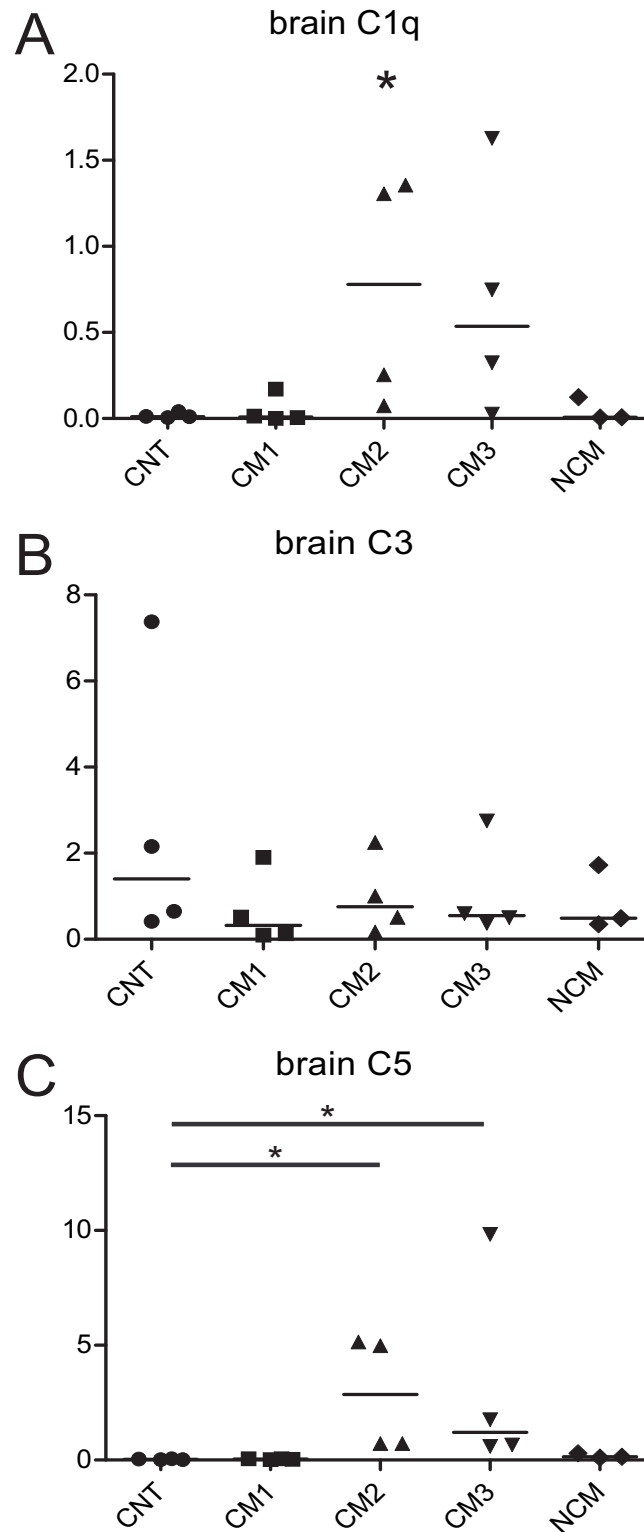 A
brain C1q
2.0
*
1.5
1.0
0.5
0.0
CNT
CM1
CM2
CM3
NCM
B
brain C3
8
6
4
2
0
CNT
CM1
CM2
CM3
NCM
C
brain C5
15
*
*
10
5
0
CNT
CM1
CM2
CM3
NCM